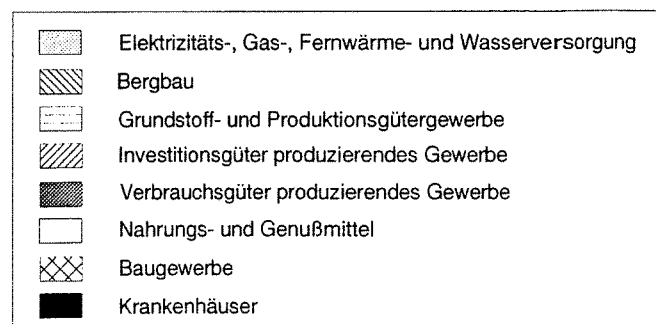 Elektrizitäts-, Gas-, Fernwärme- und Wasserversorgung
Bergbau
Grundstoff- und Produktionsgütergewerbe
Investitionsgüter produzierendes Gewerbe
Verbrauchsgüter produzierendes Gewerbe
Nahrungs- und Genußmittel
Baugewerbe
Krankenhäuser